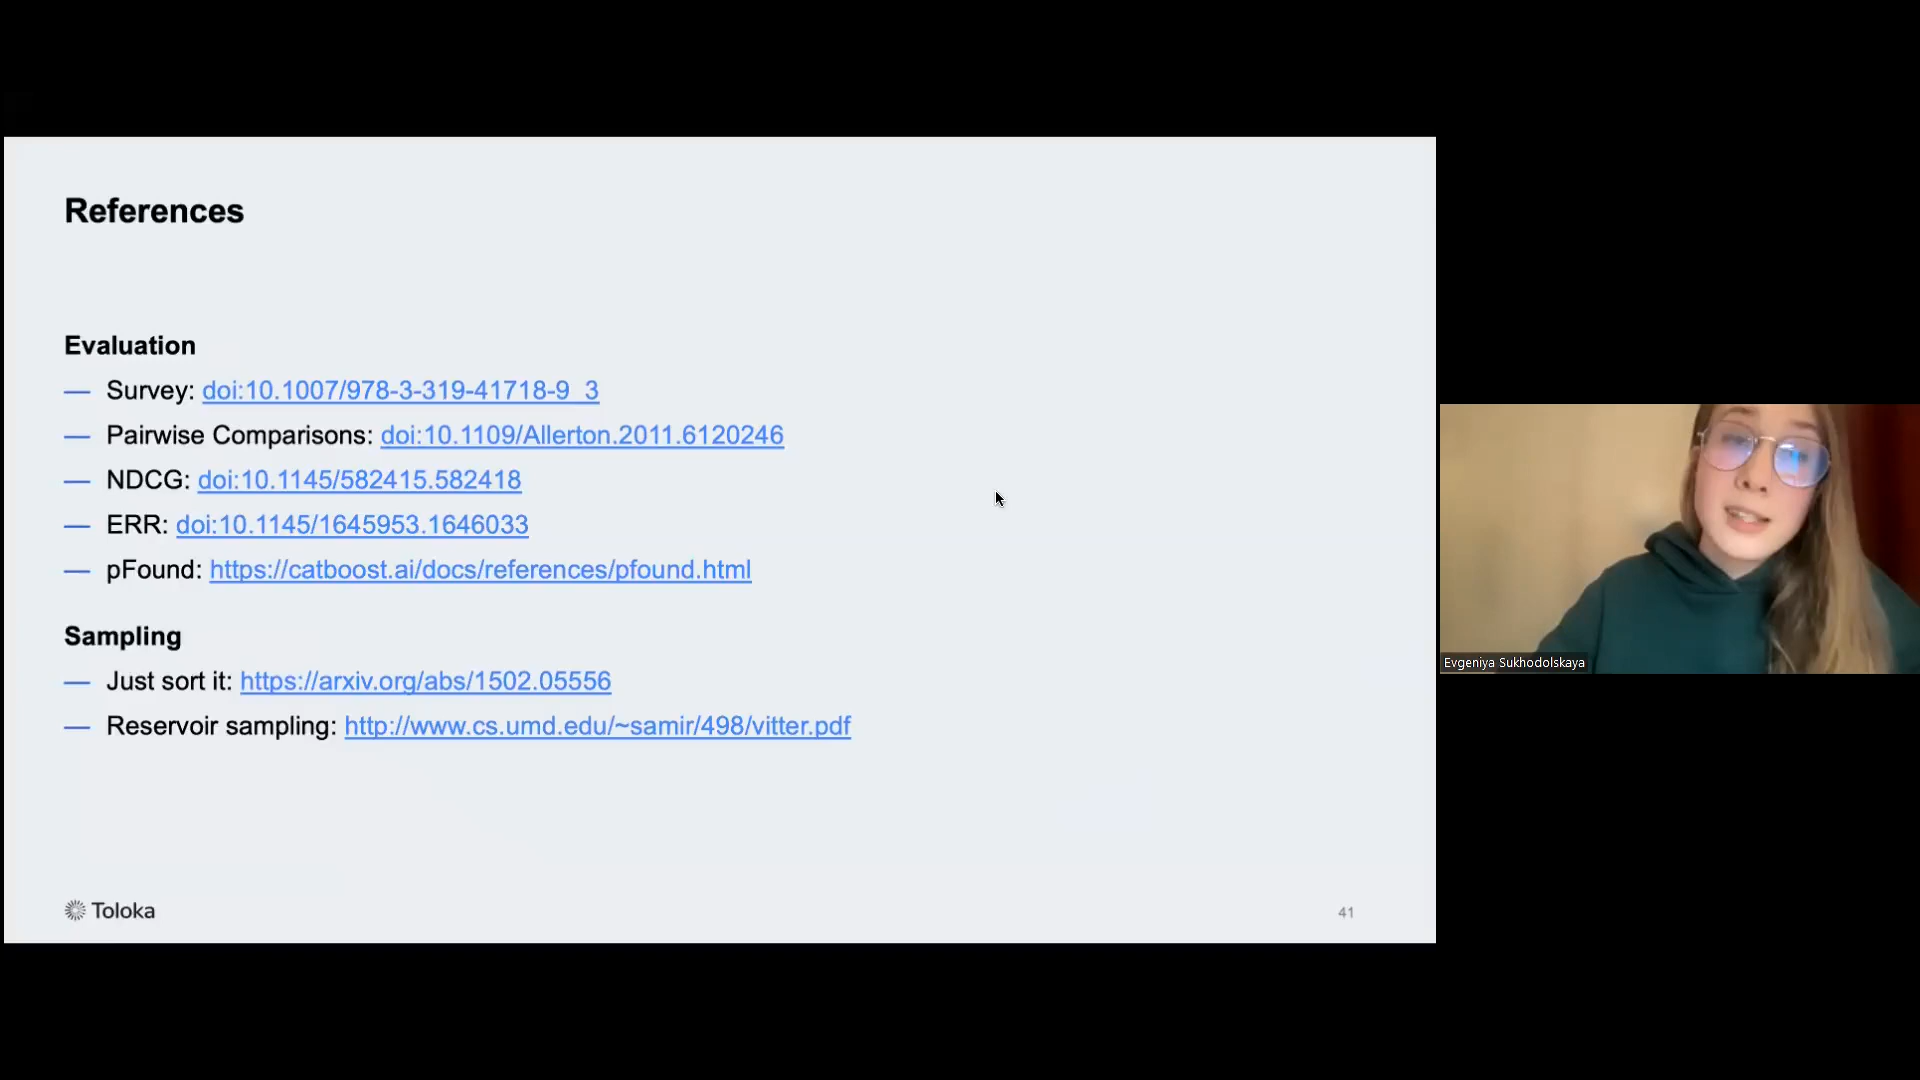 References
Evaluation
— Survey: doi:10.1007/978-3-319-41718-9_3
— Pairwise Comparisons: doi:10.1109/Allerton.2011.6120246
— NDCG: doi:10.1145/582415.582418
— ERR: doi:10.1145/1645953.1646033
— pFound: https://catboost.ai/docs/references/pfound.html
Sampling
— Just sort it: https://arxiv.org/abs/1502.05556
— Reservoir sampling: http://www.cs.umd.edu/~samir/498/vitter.pdf
Toloka
41
Evgeniya Sukhodolskaya